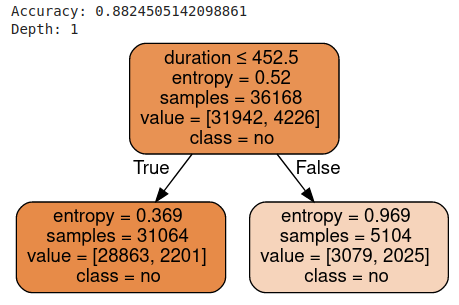 Accuracy: 0.8824505142098861
Depth: 1
duration ≤ 452.5
entropy = 0.52
samples = 36168
value = [31942, 4226]
class = no
True
False
entropy = 0.369
samples = 31064
value = [28863, 2201]
class = no
entropy = 0.969
samples = 5104
value = [3079, 2025]
class = no